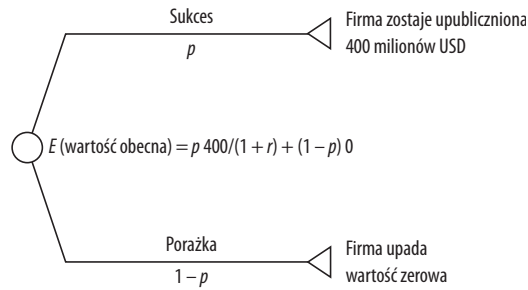 Sukces
p
Firma zostaje upubliczniona
400 milionów USD
E (wartość obecna) = p 400/(1 + r) + (1 – p) 0
Porażka
1 – p
Firma upada
wartość zerowa